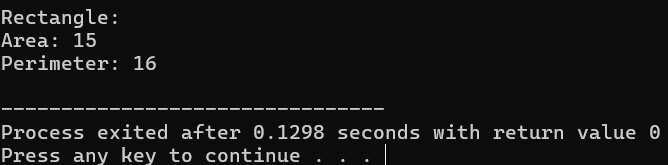 Rectangle:
Area: 15
Perimeter: 16
--------------------------------
Process exited after 0.1298 seconds with return value 0
Press any key to continue . . .